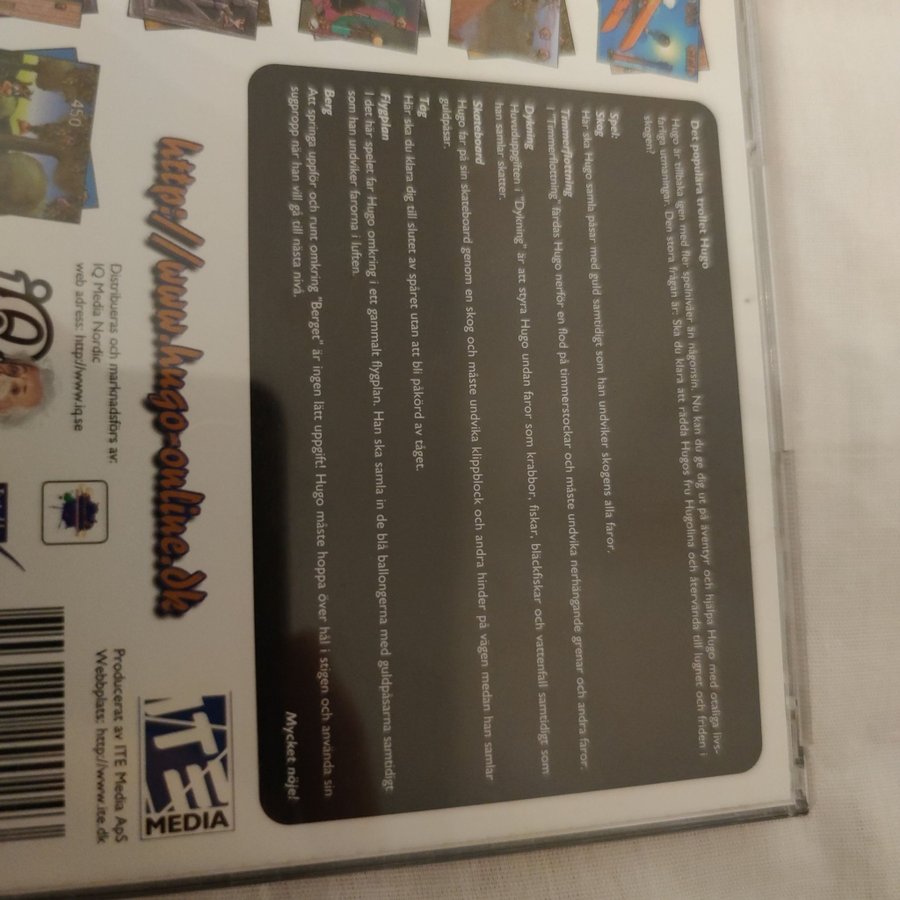 Det populära trollet Hugo
Hugo är tillbaka igen med fler spelnivåer än någonsin. Nu kan du ge dig ut på äventyr och hjälpa Hugo med otaliga livs-
farliga utmaningar. Den stora frågan är: Ska du klara att rädda Hugos fru Hugolina och återvända till lugnet och friden i
skogen?
Spel:
Skog
Här ska Hugo samla påsar med guld samtidigt som han undviker skogens alla faror.
Timmerflottning
I "Timmerflottning" färdas Hugo nerför en flod på timmerstockar och måste undvika nerhängande grenar och andra faror.
Dykning
Huvuduppgiften i "Dykning" är att styra Hugo undan faror som krabbor, fiskar, bläckfiskar och vattenfall samtidigt som
han samlar skatter.
Skateboard
Hugo far på sin skateboard genom en skog och måste undvika klippblock och andra hinder på vägen medan han samlar
guldpåsar.
Tåg
Här ska du klara dig till slutet av spåret utan att bli påkörd av tåget.
Flygplan
I det här spelet far Hugo omkring i ett gammalt flygplan. Han ska samla in de blå ballongerna med guldpåsarna samtidigt
som han undviker farorna i luften.
Berg
Att springa uppför och runt omkring "Berget" är ingen lätt uppgift! Hugo måste hoppa över hål i stigen och använda sin
sugpropp när han vill gå till nästa nivå.
Mycket nöje!
450
http://www.hugo-online.dk
ITE
MEDIA
Distribueras och marknadsförs av:
IQ Media Nordic
web adress: http://www.iq.se
Producerat av ITE Media ApS
Webbplats: http://www.ite.dk